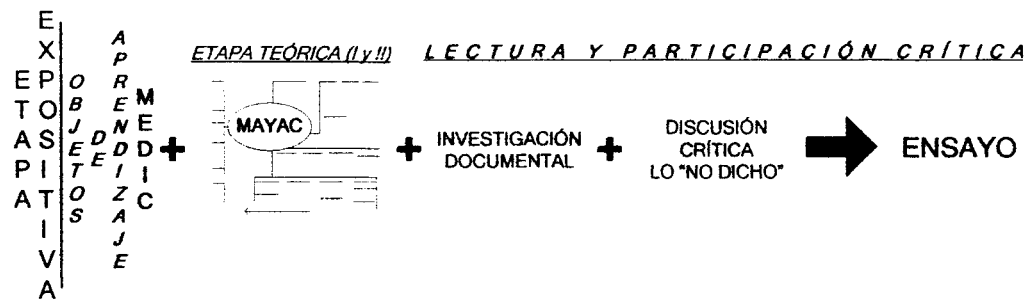 ETAPA
EXPOSITIVA
OBJETOS
DE
APRENDIZAJE
MEDIC
+
ETAPA TEÓRICA (I y !!)
MAYAC
+
LECTURA Y PARTICIPACIÓN CRÍTICA
INVESTIGACIÓN
DOCUMENTAL
+
DISCUSIÓN
CRÍTICA
LO "NO DICHO"
ENSAYO